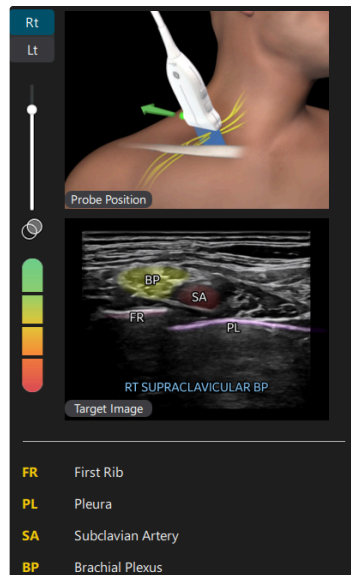 Rt
Lt
Probe Position
BP
SA
FR
PL
RT SUPRACLAVICULAR BP
Target Image
FR First Rib
PL Pleura
SA Subclavian Artery
BP Brachial Plexus